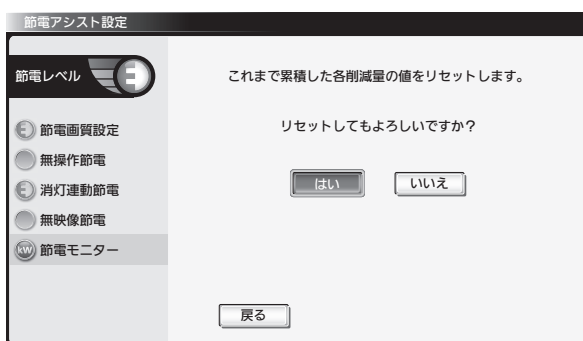 節電アシスト設定
節電レベル E
E 節電画質設定
無操作節電
E 消灯連動節電
無映像節電
kW 節電モニター
これまで累積した各削減量の値をリセットします。
リセットしてもよろしいですか?
はい いいえ
戻る